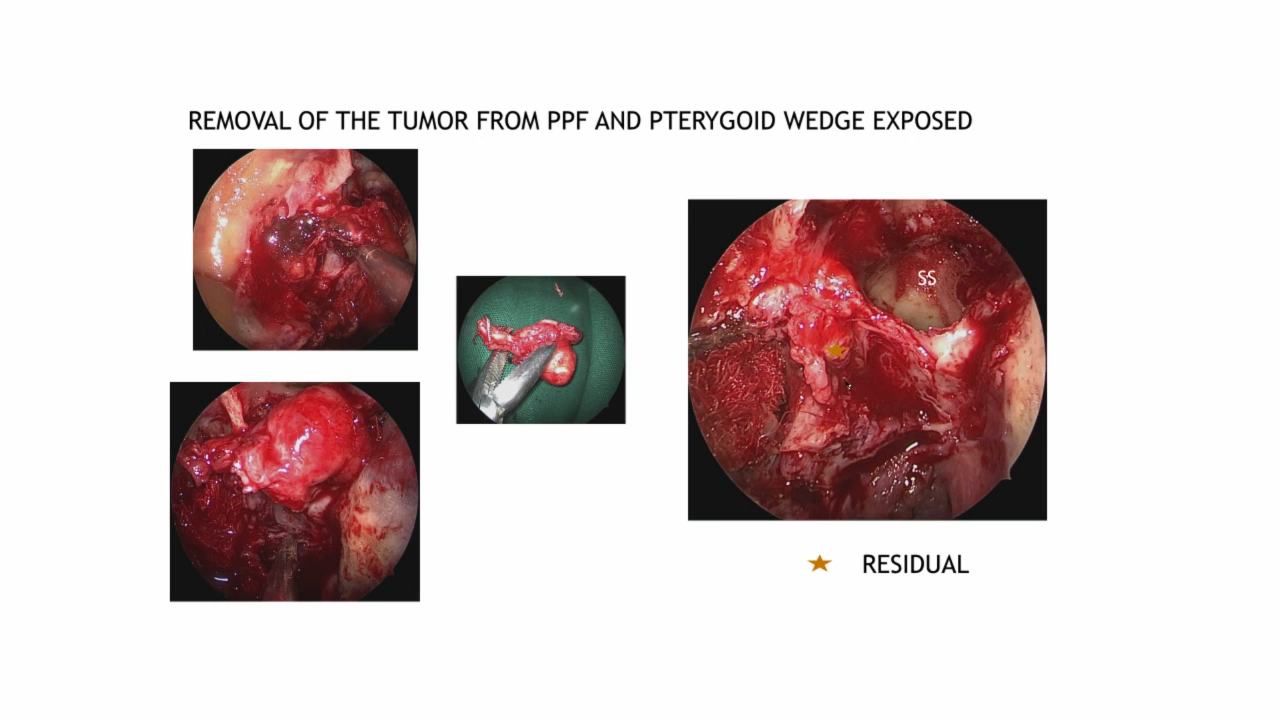 REMOVAL OF THE TUMOR FROM PPF AND PTERYGOID WEDGE EXPOSED
SS
RESIDUAL